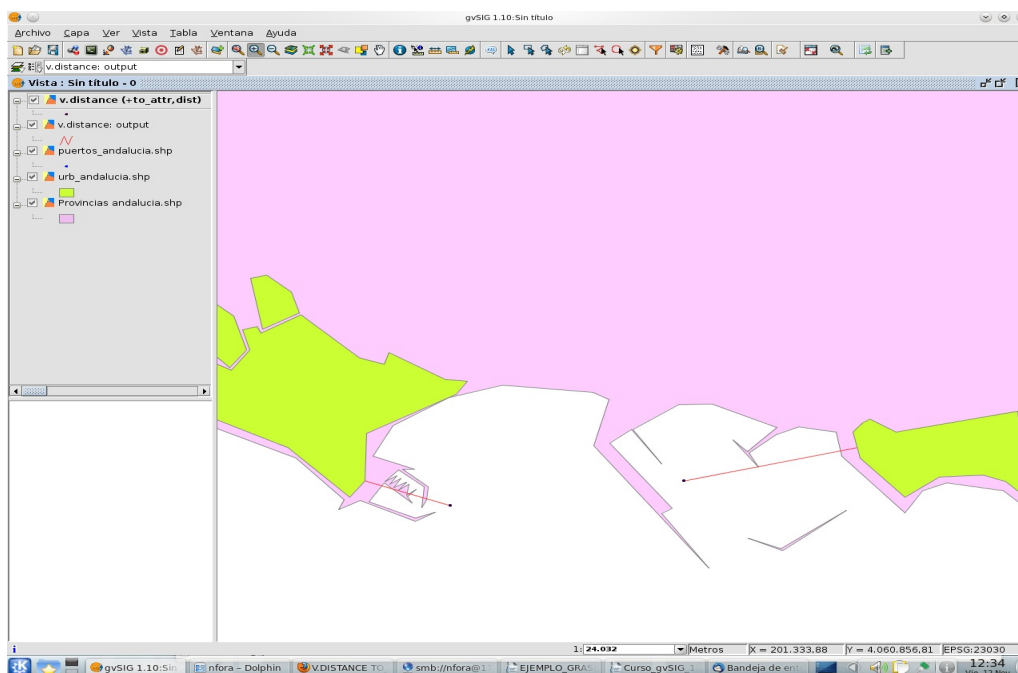 gvSIG 1.10:Sin título
Archivo Capa Ver Vista Tabla Ventana Ayuda
v.distance: output
Vista : Sin título - 0
v.distance (+to_attr,dist)
v.distance: output
puertos_andalucia.shp
urb_andalucia.shp
Provincias andalucia.shp
1: 24.032 Metros X = 201.333,88 Y = 4.060.856,81 EPSG:23030
gvSIG 1.10:Sin nfora – Dolphin V.DISTANCE TO smb://nfora@1 EJEMPLO_GRAS Curso_gvSIG_1 Bandeja de ent 12:34
Vie, 12 Nov